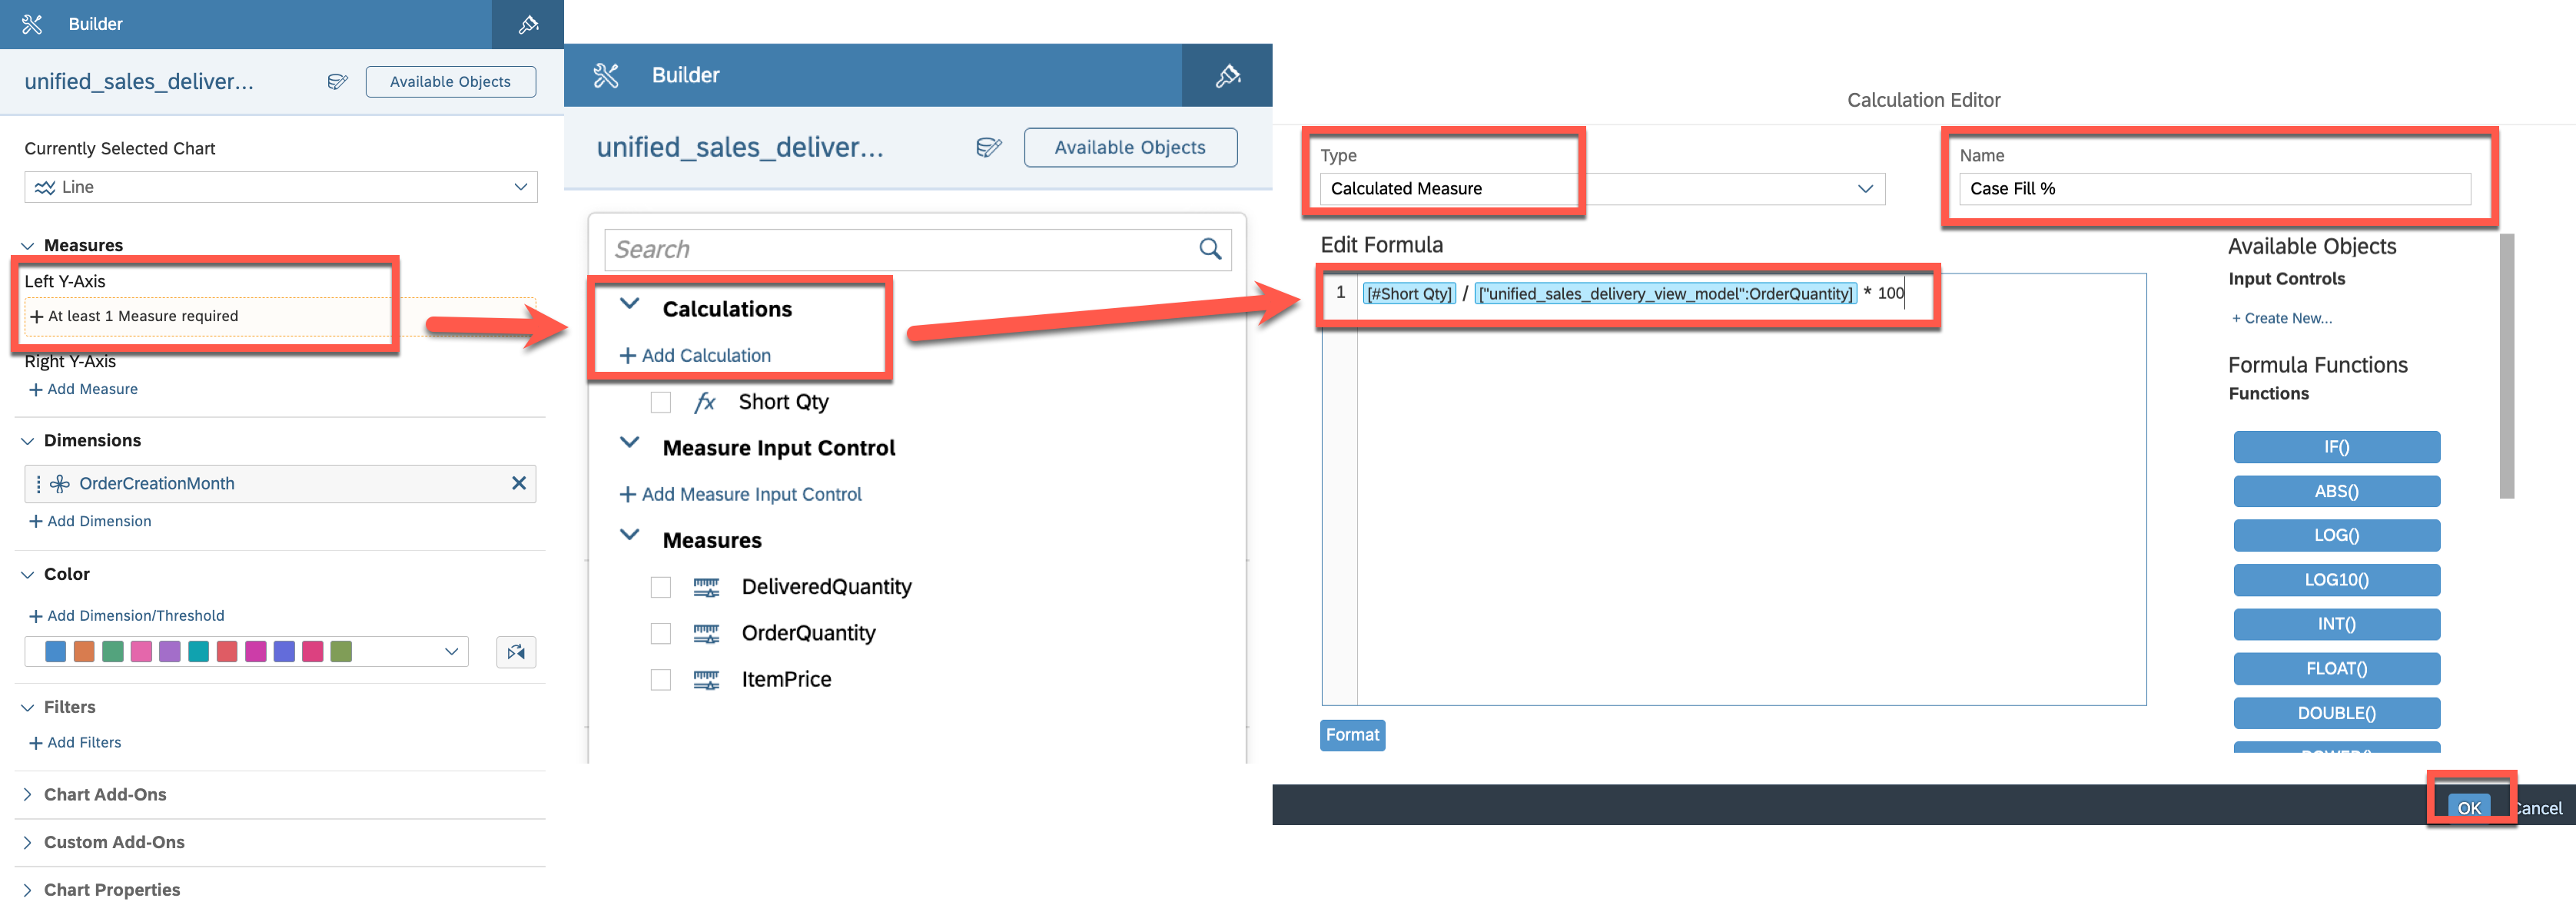 Builder
unified_sales_deliver...
Available Objects
Currently Selected Chart
Line
Measures
Left Y-Axis
+ At least 1 Measure required
Right Y-Axis
+ Add Measure
Dimensions
OrderCreationMonth
+ Add Dimension
Color
+ Add Dimension/Threshold
Filters
+ Add Filters
Chart Add-Ons
Custom Add-Ons
Chart Properties
Builder
unified_sales_deliver...
Available Objects
Search
Calculations
+ Add Calculation
fx Short Qty
Measure Input Control
+ Add Measure Input Control
Measures
DeliveredQuantity
OrderQuantity
ItemPrice
Calculation Editor
Type
Calculated Measure
Name
Case Fill %
Edit Formula
1 [#Short Qty] / ["unified_sales_delivery_view_model":OrderQuantity] * 100
Format
Available Objects
Input Controls
+ Create New...
Formula Functions
Functions
IF()
ABS()
LOG()
LOG10()
INT()
FLOAT()
DOUBLE()
OK
Cancel